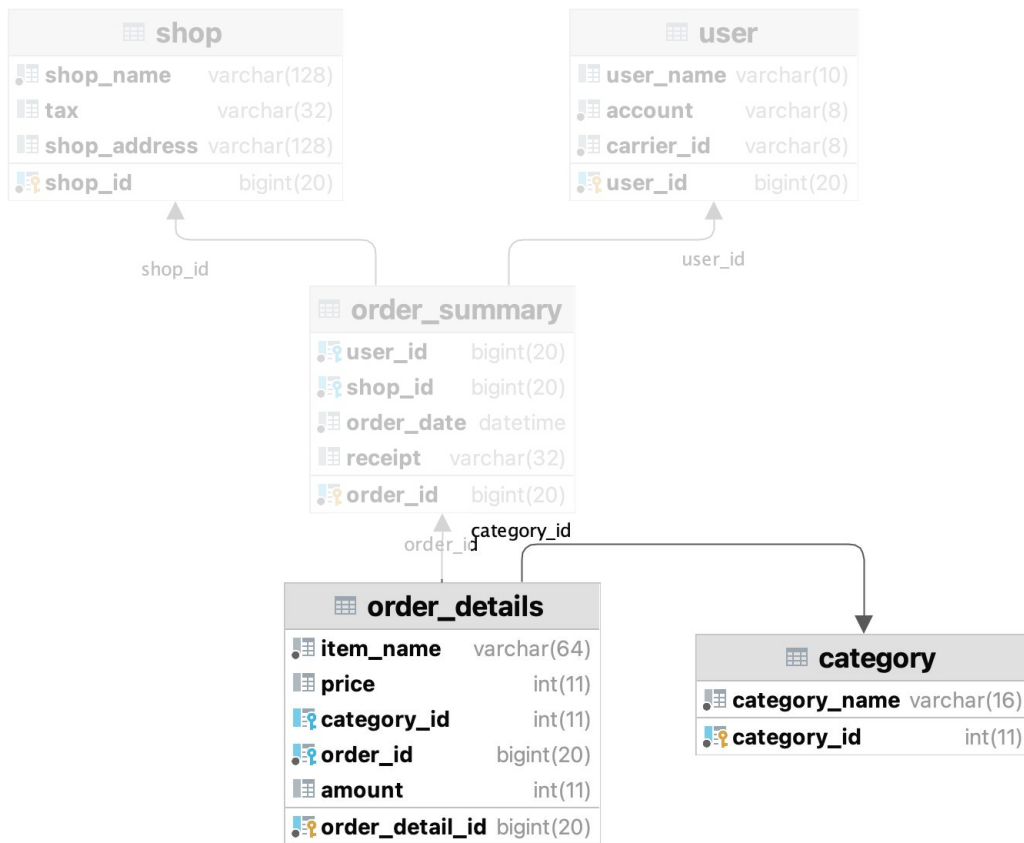 shop
shop_name varchar(128)
tax varchar(32)
shop_address varchar(128)
shop_id bigint(20)
user
user_name varchar(10)
account varchar(8)
carrier_id varchar(8)
user_id bigint(20)
shop_id
user_id
order_summary
user_id bigint(20)
shop_id bigint(20)
order_date datetime
receipt varchar(32)
order_id bigint(20)
category_id
order_id
order_details
item_name varchar(64)
price int(11)
category_id int(11)
order_id bigint(20)
amount int(11)
order_detail_id bigint(20)
category
category_name varchar(16)
category_id int(11)